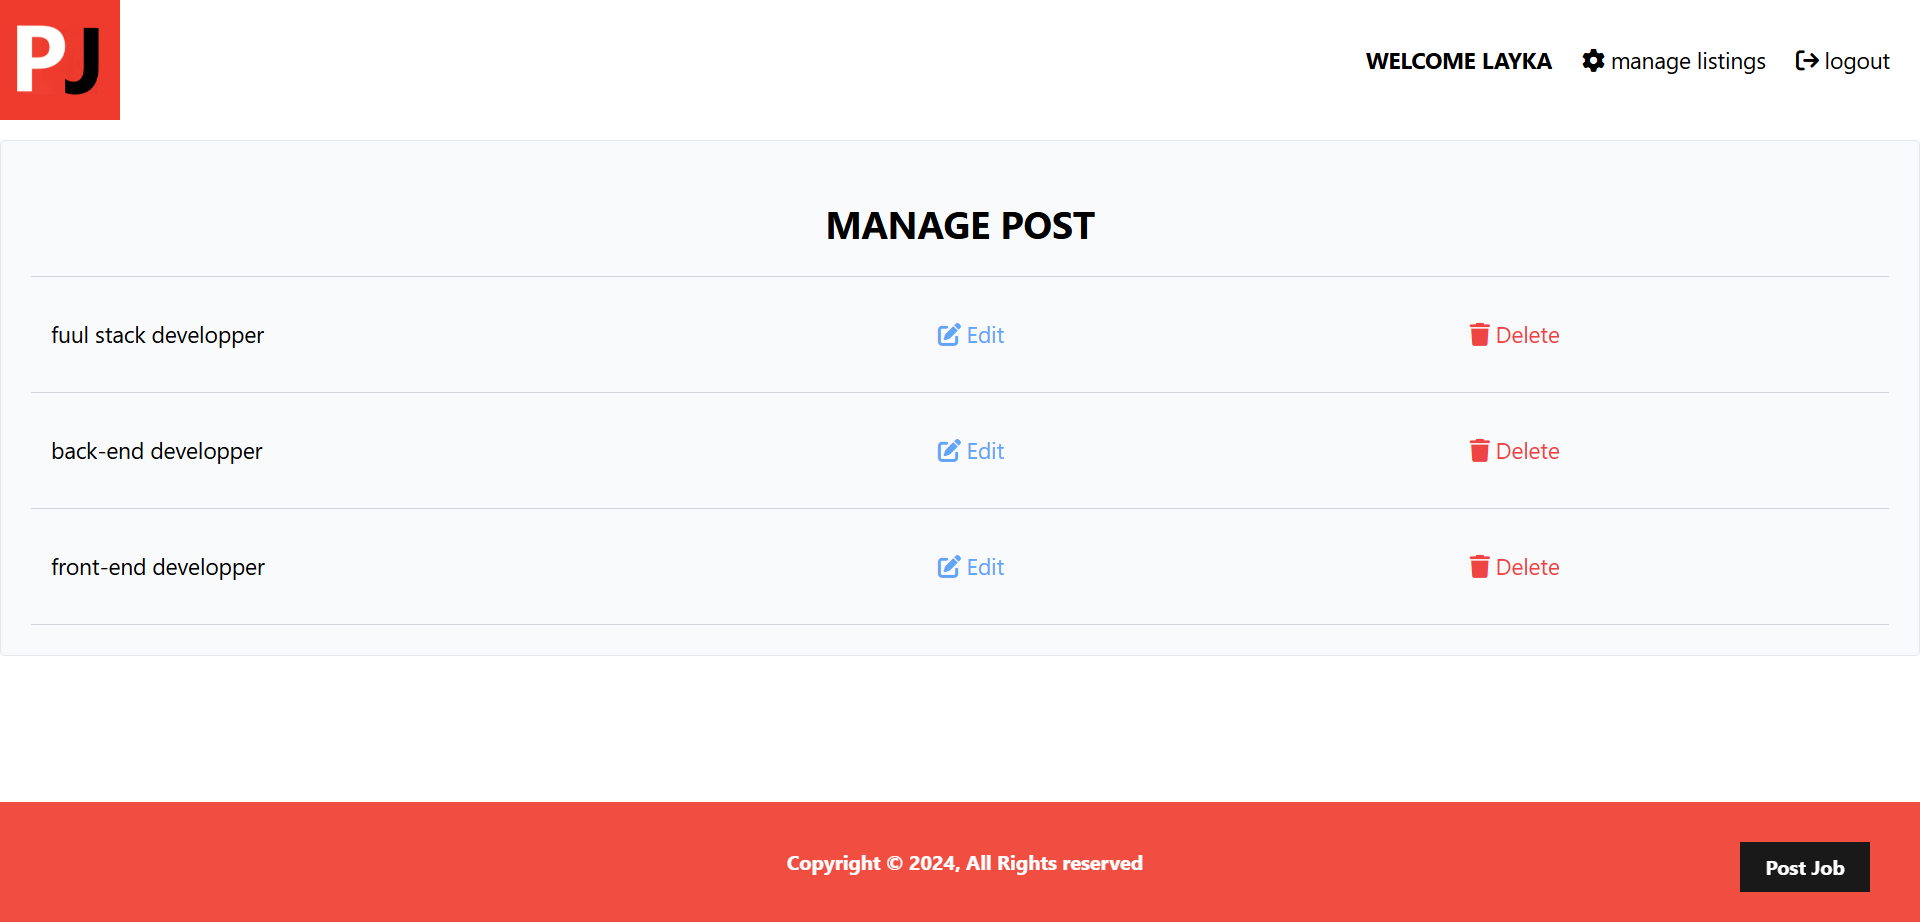 PJ
WELCOME LAYKA manage listings logout
MANAGE POST
fuul stack developper Edit Delete
back-end developper Edit Delete
front-end developper Edit Delete
Copyright © 2024, All Rights reserved
Post Job